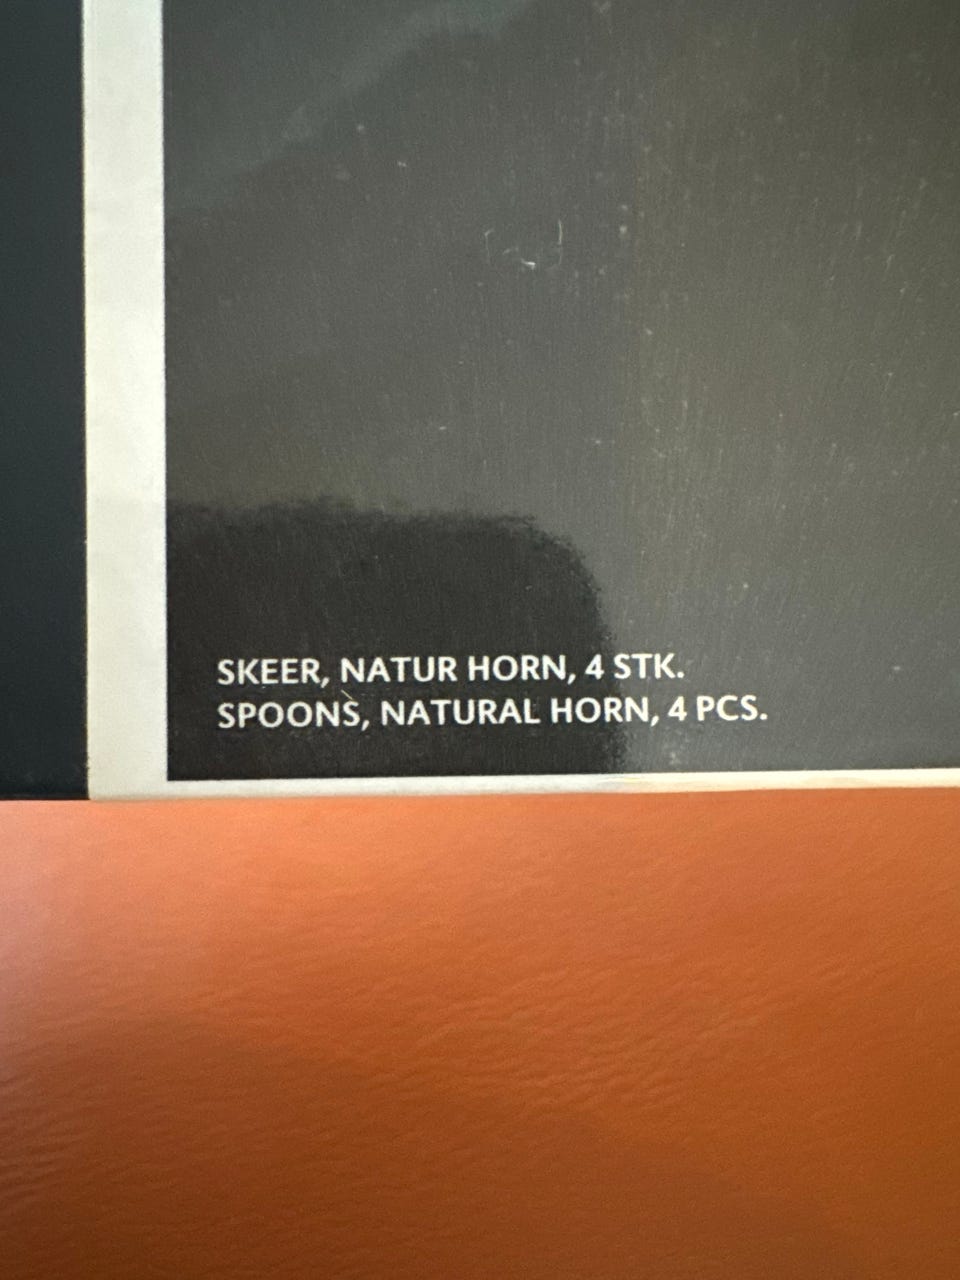 SKEER, NATUR HORN, 4 STK.
SPOONS, NATURAL HORN, 4 PCS.